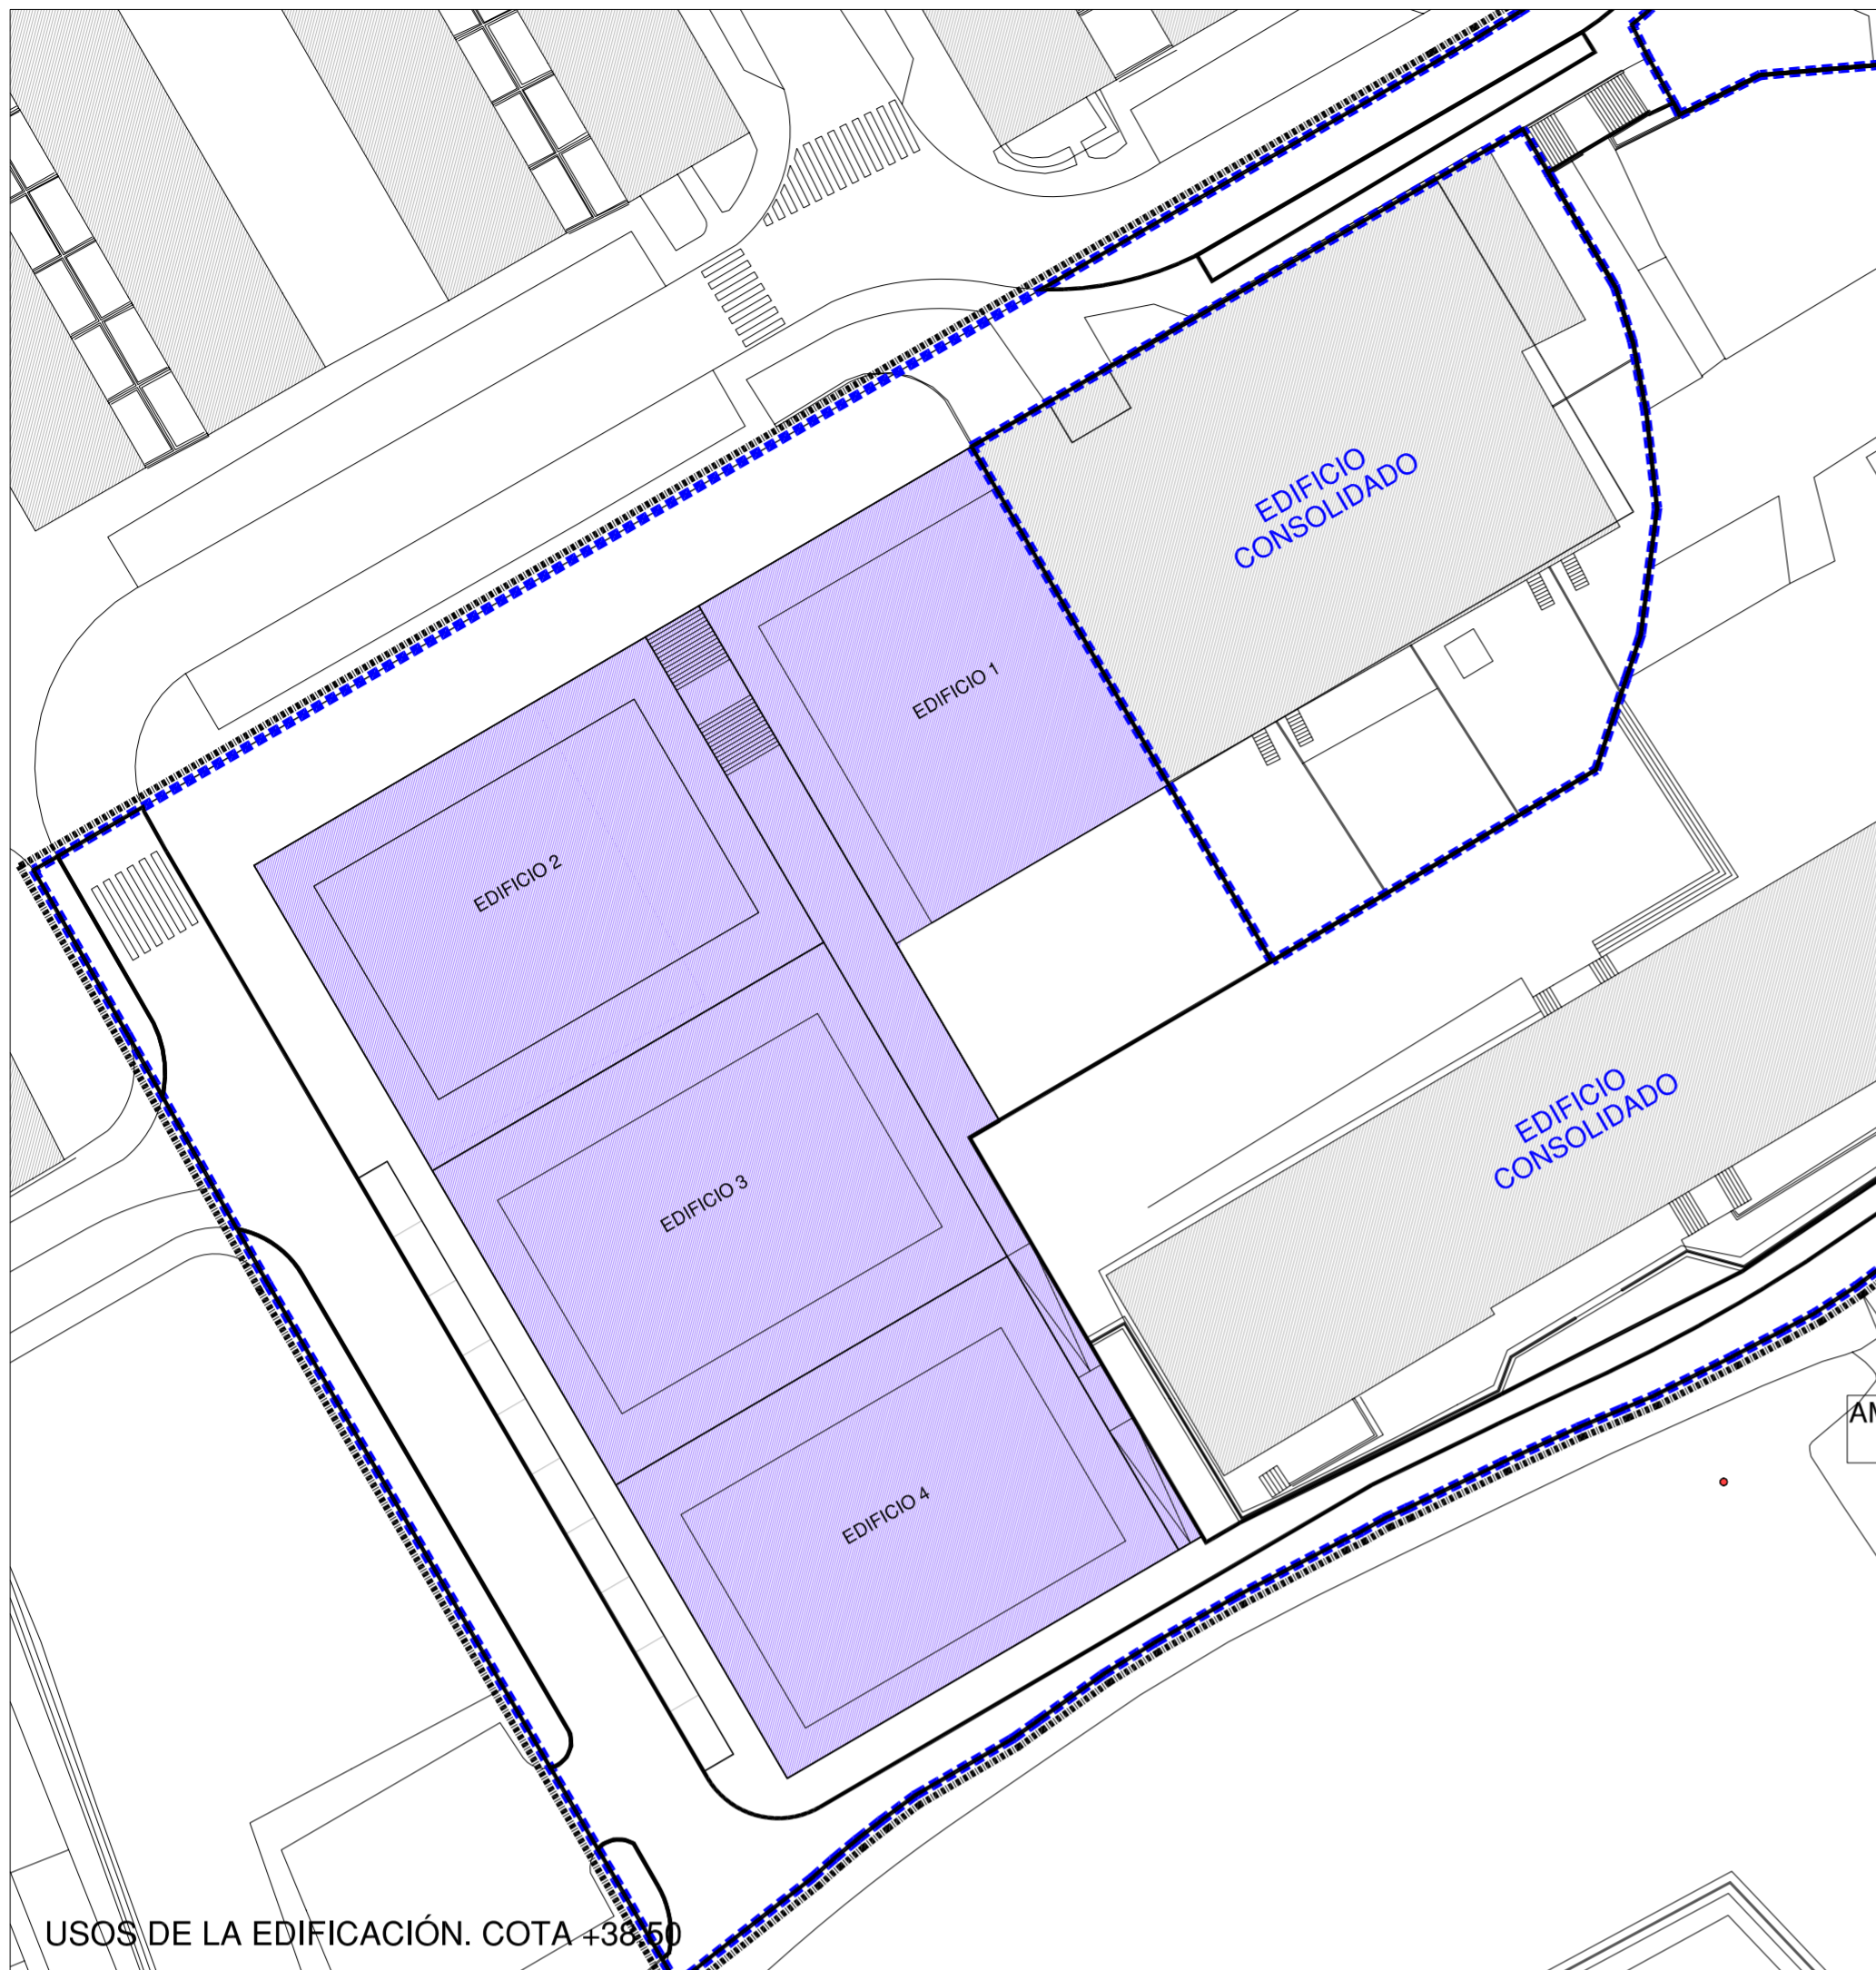 EDIFICIO
CONSOLIDADO
EDIFICIO 1
EDIFICIO 2
EDIFICIO 3
EDIFICIO
CONSOLIDADO
EDIFICIO 4
USOS DE LA EDIFICACIÓN. COTA +38.50